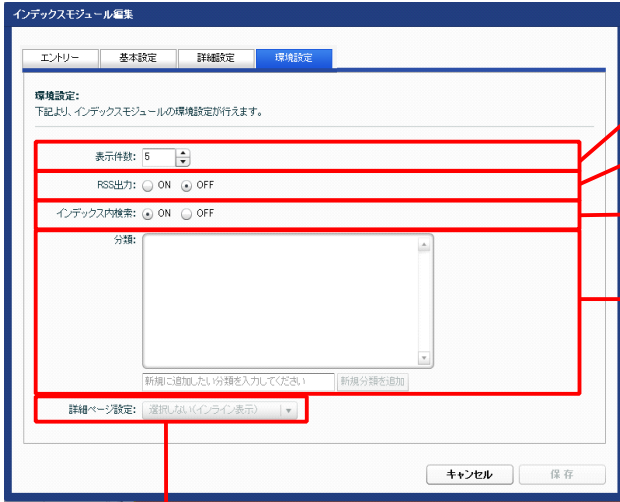 インデックスモジュール編集
エントリー 基本設定 詳細設定 環境設定
環境設定:
下記より、インデックスモジュールの環境設定が行えます。
表示件数: 5
RSS出力: ON OFF
インデックス内検索: ON OFF
分類:
新規に追加したい分類を入力してください 新規分類を追加
詳細ページ設定: 選択しない(インライン表示)
キャンセル 保存